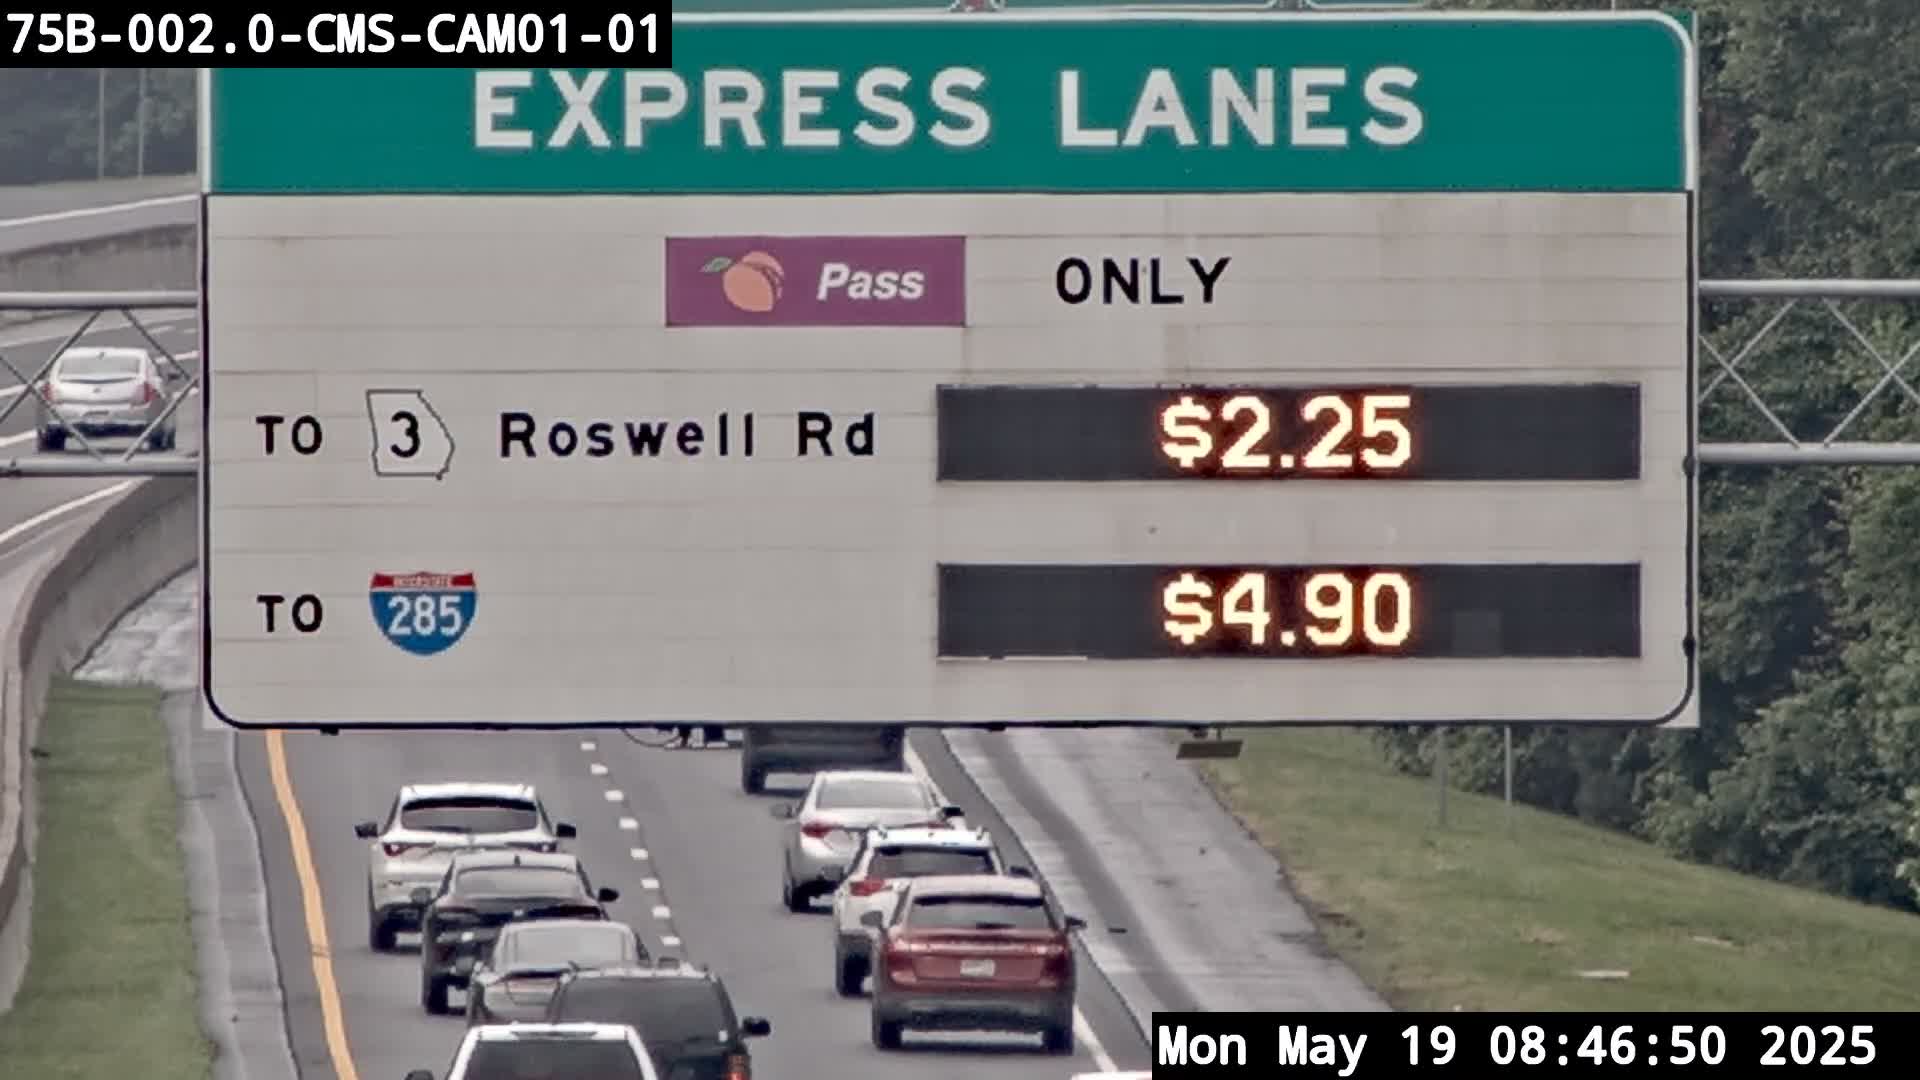 75B-002.0-CMS-CAM01-01
EXPRESS LANES
Pass ONLY
TO 3 Roswell Rd $2.25
TO 285 $4.90
Mon May 19 08:46:50 2025